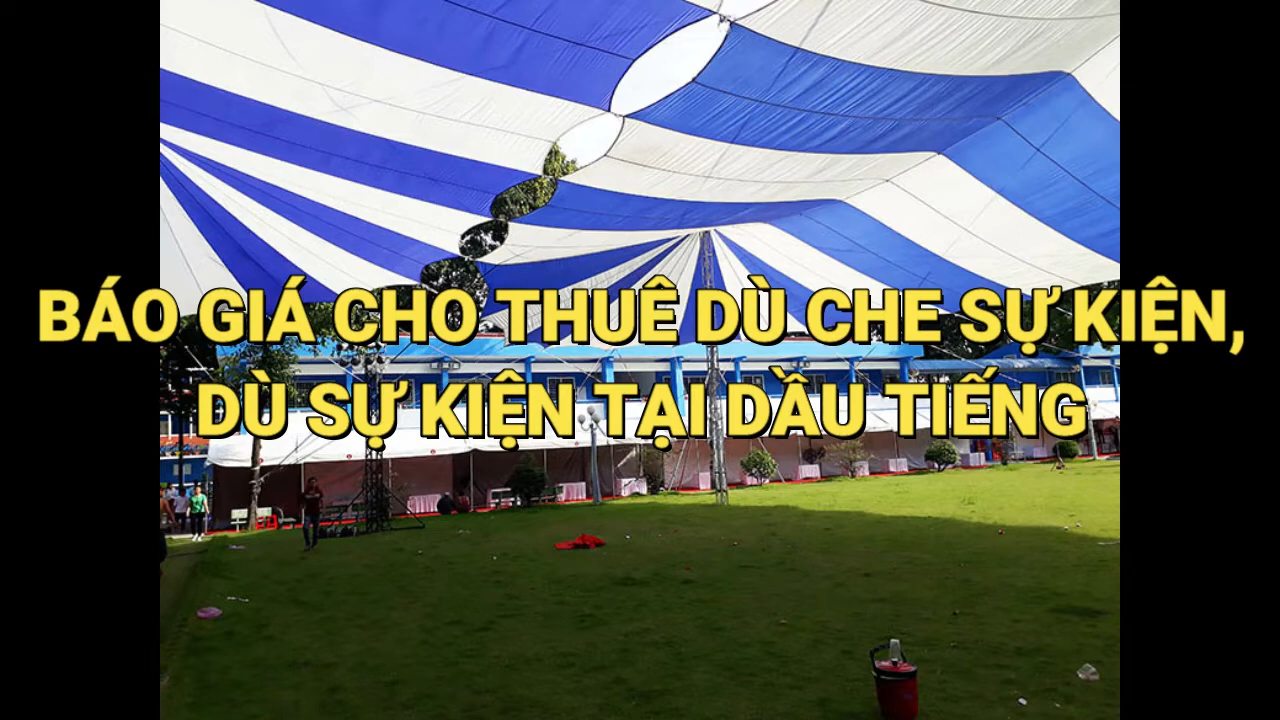 BÁO GIÁ CHO THUÊ DÙ CHE SỰ KIỆN,
DÙ SỰ KIỆN TẠI DẦU TIẾNG